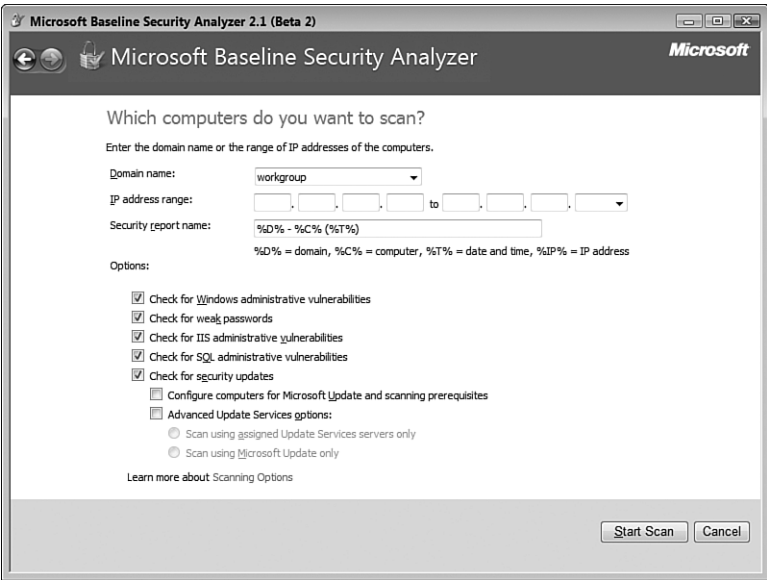 Microsoft Baseline Security Analyzer 2.1 (Beta 2)
Microsoft Baseline Security Analyzer
Microsoft
Which computers do you want to scan?
Enter the domain name or the range of IP addresses of the computers.
Domain name: workgroup
IP address range: . . . to . . .
Security report name: %D% - %C% (%T%)
%D% = domain, %C% = computer, %T% = date and time, %IP% = IP address
Options:
Check for Windows administrative vulnerabilities
Check for weak passwords
Check for IIS administrative vulnerabilities
Check for SQL administrative vulnerabilities
Check for security updates
Configure computers for Microsoft Update and scanning prerequisites
Advanced Update Services options:
Scan using assigned Update Services servers only
Scan using Microsoft Update only
Learn more about Scanning Options
Start Scan Cancel